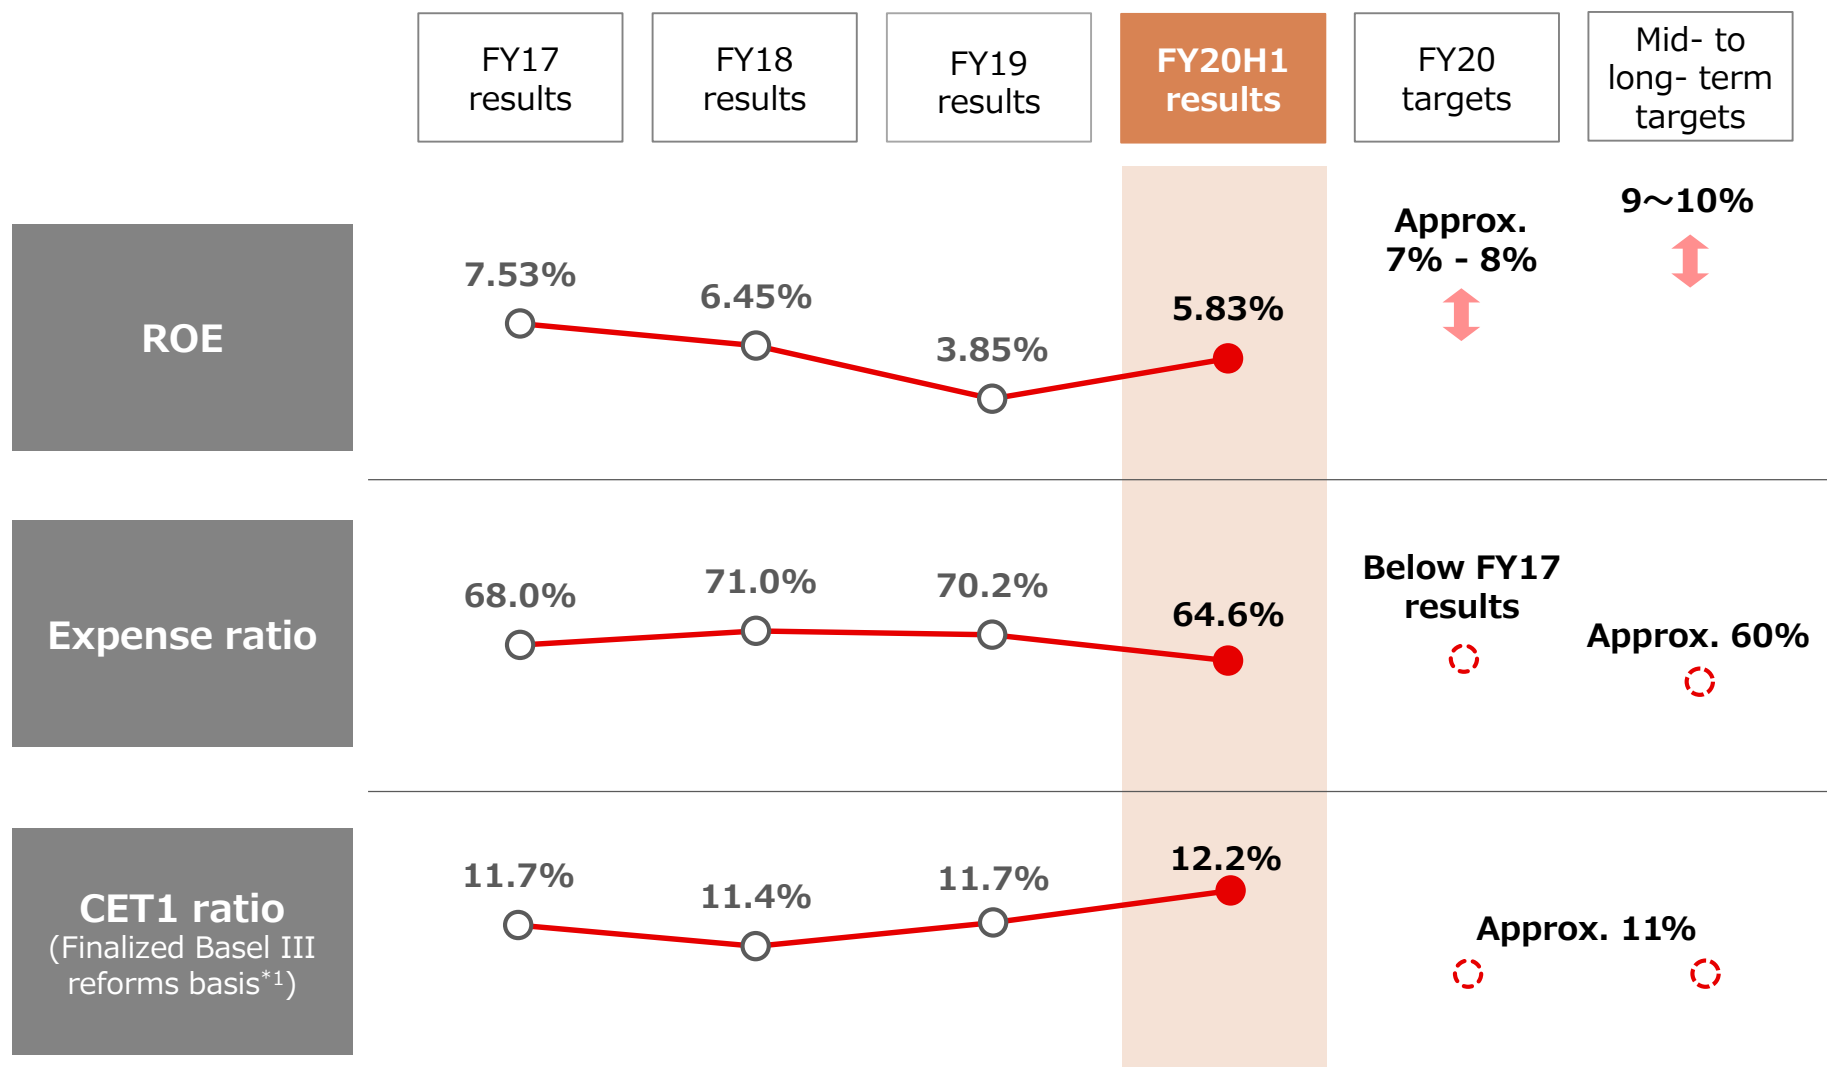 FY17
results
FY18
results
FY19
results
FY20H1
results
FY20
targets
Mid- to
long- term
targets
ROE
7.53%
6.45%
3.85%
5.83%
Approx.
7% - 8%
9～10%
Expense ratio
68.0%
71.0%
70.2%
64.6%
Below FY17
results
Approx. 60%
CET1 ratio
(Finalized Basel III
reforms basis*1)
11.7%
11.4%
11.7%
12.2%
Approx. 11%